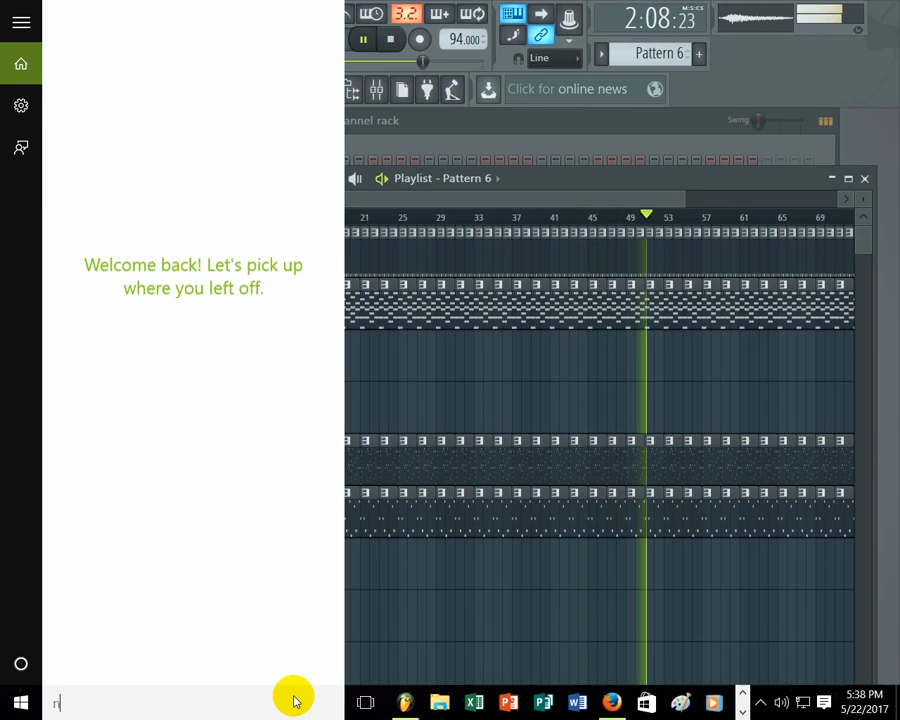 3.2
94.000
2:08:23
M:S:CS
Line
Pattern 6
Click for online news
annel rack
Swing
Playlist - Pattern 6
21 25 29 33 37 41 45 49 53 57 61 65 69
Welcome back! Let's pick up
where you left off.
n
5:38 PM
5/22/2017